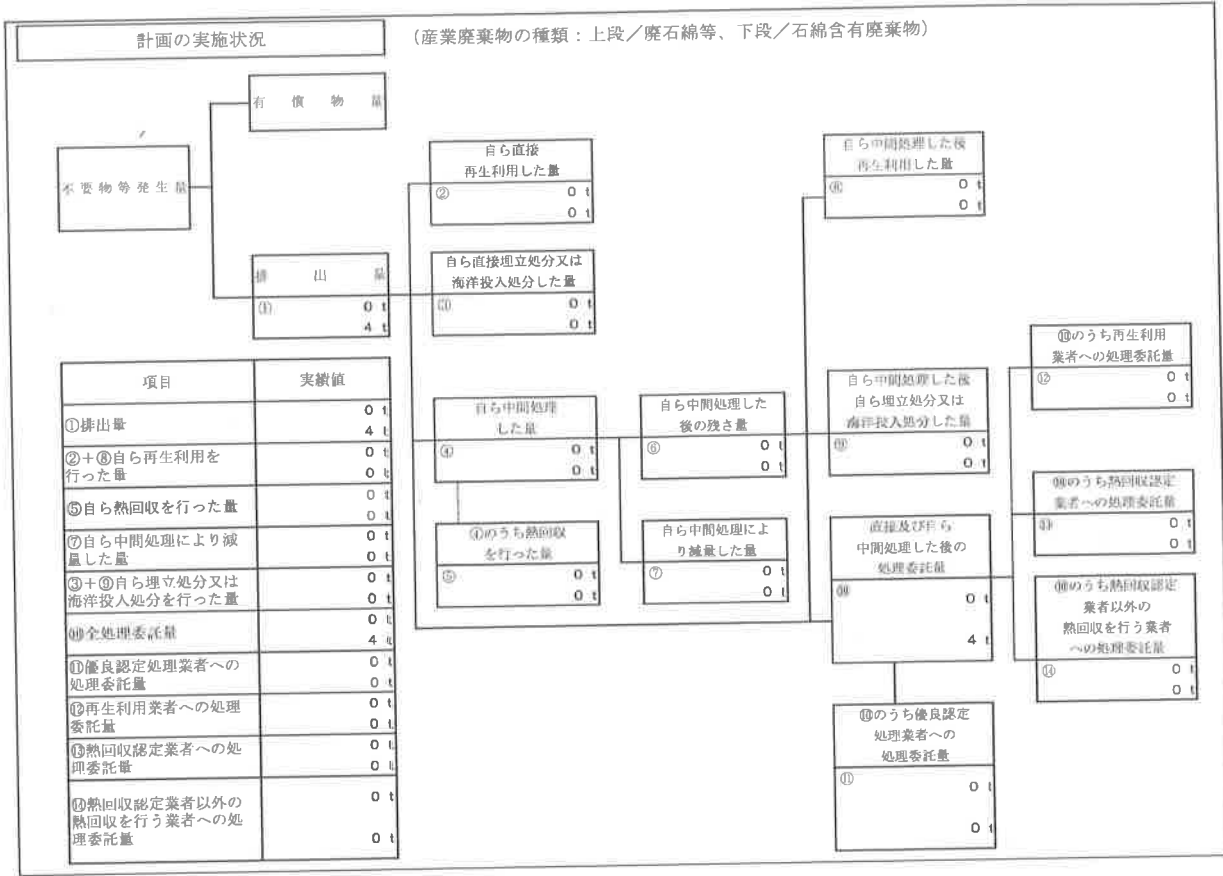 計画の実施状況
(産業廃棄物の種類：上段／廃石綿等、下段／石綿含有廃棄物)
有償物量
不要物等発生量
排出量
① 0 t
4 t
自ら直接
再生利用した量
② 0 t
0 t
自ら直接埋立処分又は
海洋投入処分した量
③ 0 t
0 t
自ら中間処理した後
再生利用した量
⑧ 0 t
0 t
自ら中間処理
した量
④ 0 t
0 t
④のうち熱回収
を行った量
⑤ 0 t
0 t
自ら中間処理した
後の残さ量
⑥ 0 t
0 t
自ら中間処理によ
り減量した量
⑦ 0 t
0 t
自ら中間処理した後
自ら埋立処分又は
海洋投入処分した量
⑨ 0 t
0 t
直接及び自ら
中間処理した後の
処理委託量
⑩
0 t
4 t
⑩のうち優良認定
処理業者への
処理委託量
⑪
0 t
0 t
⑩のうち再生利用
業者への処理委託量
⑫ 0 t
0 t
⑩のうち熱回収認定
業者への処理委託量
⑬ 0 t
0 t
⑩のうち熱回収認定
業者以外の
熱回収を行う業者
への処理委託量
⑭ 0 t
0 t
項目 実績値
①排出量 0 t
4 t
②+⑧自ら再生利用を
行った量
0 t
0 t
⑤自ら熱回収を行った量 0 t
0 t
⑦自ら中間処理により減
量した量
0 t
0 t
③+⑨自ら埋立処分又は
海洋投入処分を行った量
0 t
0 t
⑩全処理委託量 0 t
4 t
⑪優良認定処理業者への
処理委託量
0 t
0 t
⑫再生利用業者への処理
委託量
0 t
0 t
⑬熱回収認定業者への処
理委託量
0 t
0 t
⑭熱回収認定業者以外の
熱回収を行う業者への処
理委託量
0 t
0 t